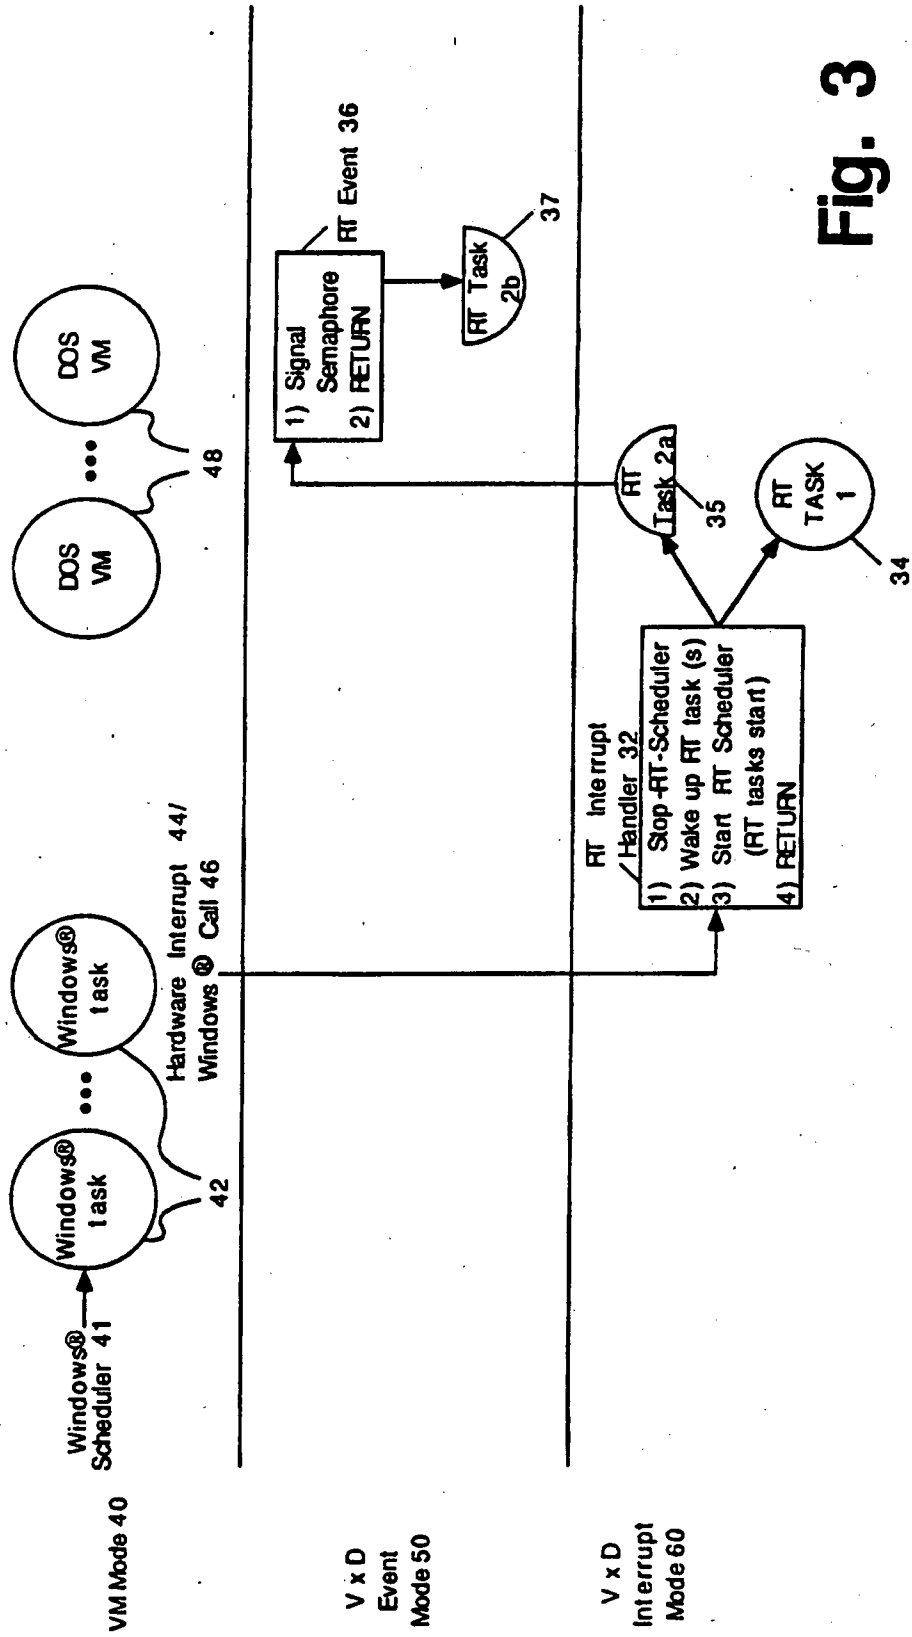 VM Mode 40
Windows®
Scheduler 41
Windows®
task
•••
Windows®
task
42
Hardware Interrupt 44/
Windows® Call 46
DOS
VM
•••
DOS
VM
48
V x D
Event
Mode 50
1) Signal
Semaphore
2) RETURN
RT Event 36
RT Task
2b
37
V x D
Interrupt
Mode 60
RT Interrupt
Handler 32
1) Stop-RT-Scheduler
2) Wake up RT task (s)
3) Start RT Scheduler
(RT tasks start)
4) RETURN
RT
Task 2a
35
RT
TASK
1
34
Fig. 3